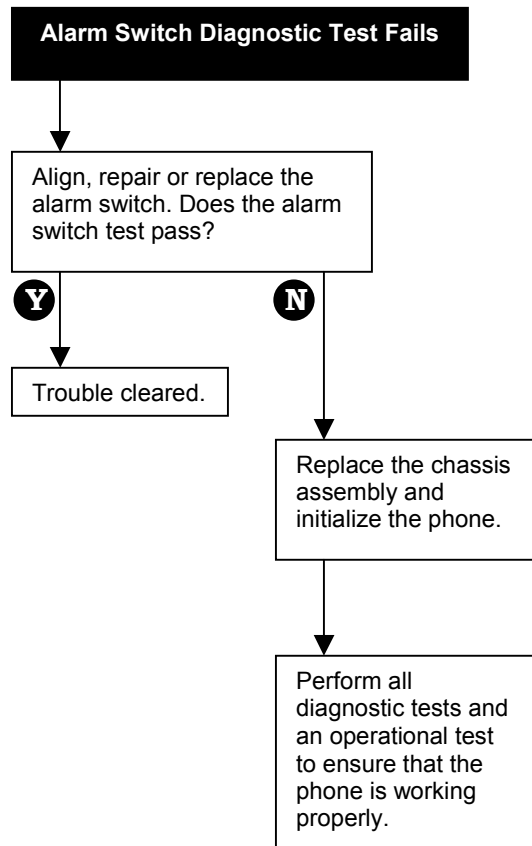 Alarm Switch Diagnostic Test Fails
Align, repair or replace the
alarm switch. Does the alarm
switch test pass?
Y
N
Trouble cleared.
Replace the chassis
assembly and
initialize the phone.
Perform all
diagnostic tests and
an operational test
to ensure that the
phone is working
properly.